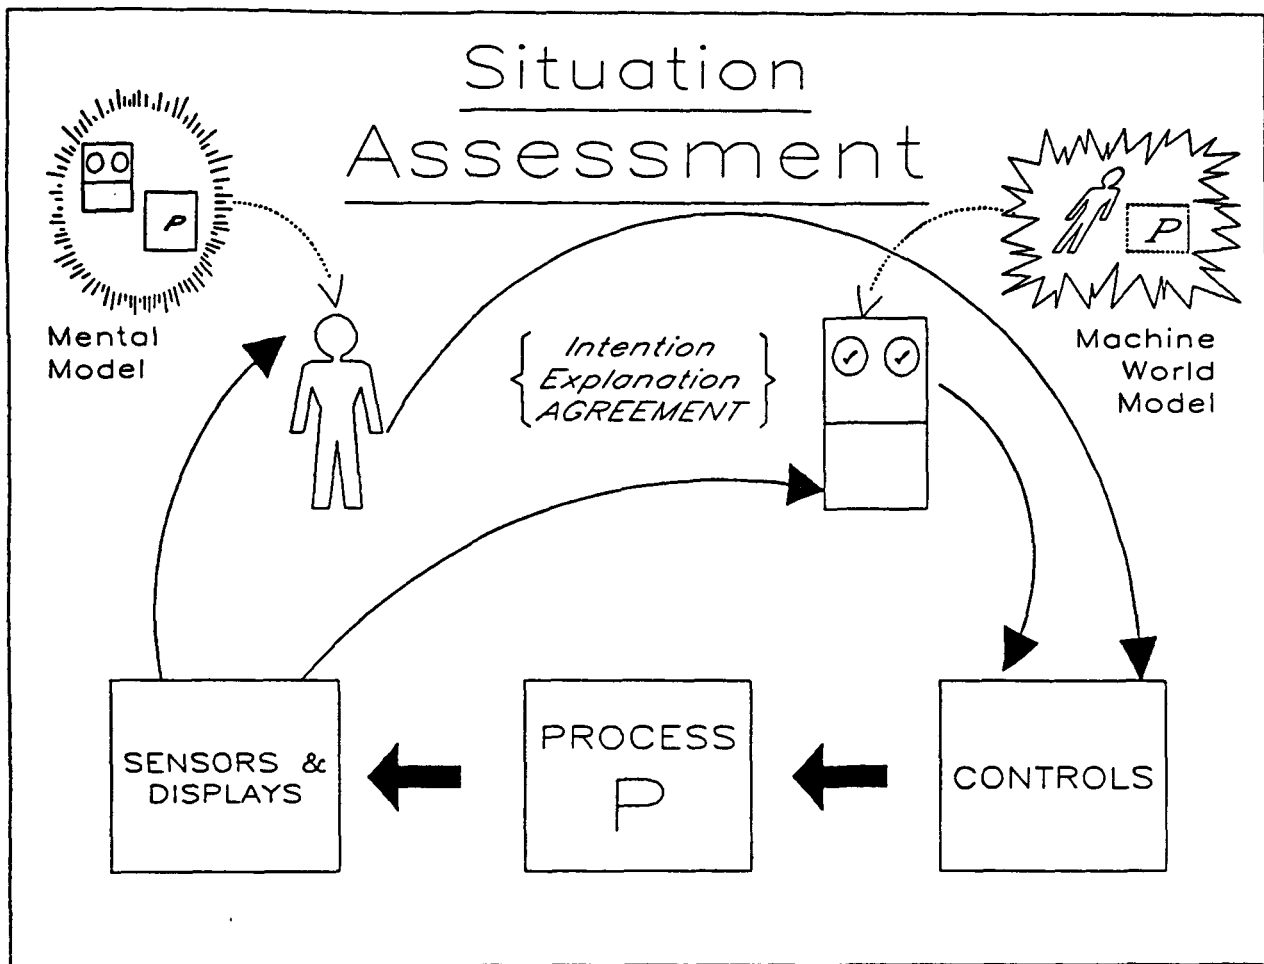 Situation
Assessment
P
Mental
Model
P
Machine
World
Model
Intention
Explanation
AGREEMENT
SENSORS &
DISPLAYS
PROCESS
P
CONTROLS